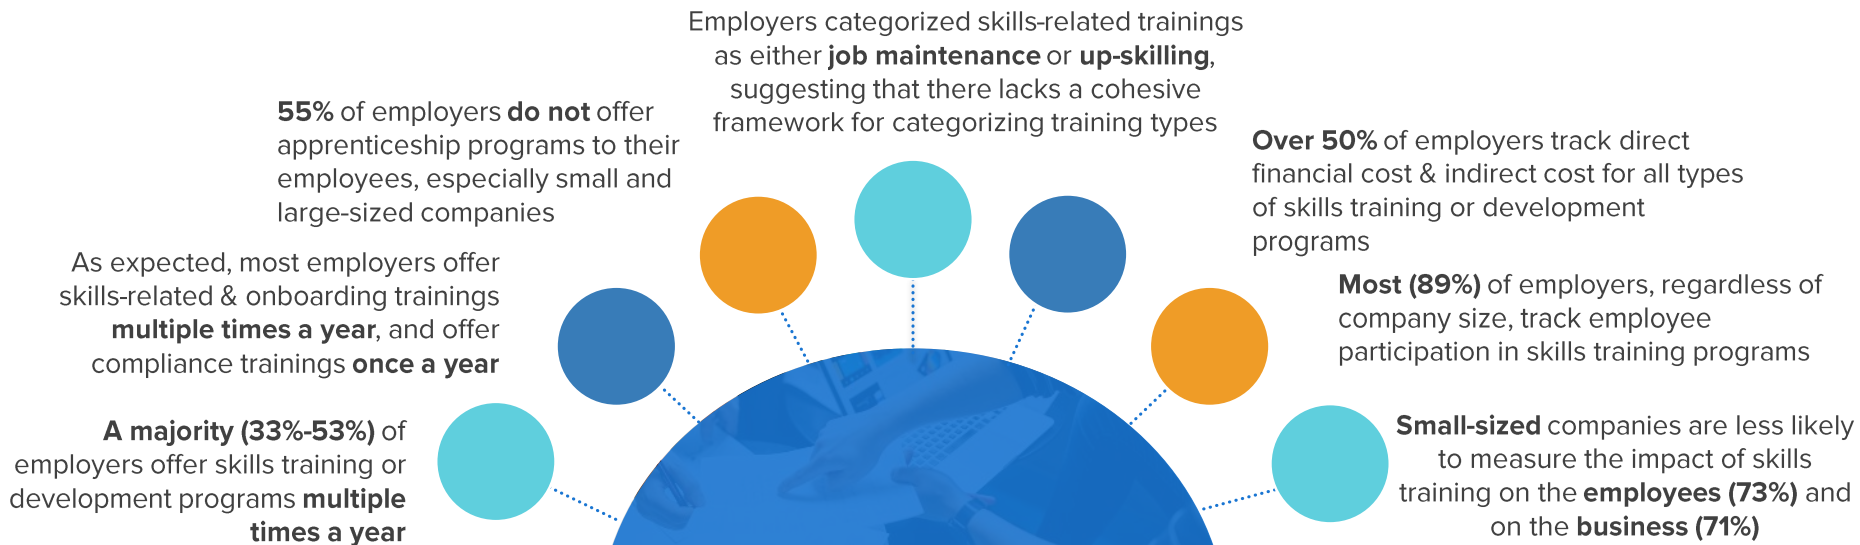 Employers categorized skills-related trainings
as either job maintenance or up-skilling,
suggesting that there lacks a cohesive
framework for categorizing training types
55% of employers do not offer
apprenticeship programs to their
employees, especially small and
large-sized companies
Over 50% of employers track direct
financial cost & indirect cost for all types
of skills training or development
programs
As expected, most employers offer
skills-related & onboarding trainings
multiple times a year, and offer
compliance trainings once a year
Most (89%) of employers, regardless of
company size, track employee
participation in skills training programs
A majority (33%-53%) of
employers offer skills training or
development programs multiple
times a year
Small-sized companies are less likely
to measure the impact of skills
training on the employees (73%) and
on the business (71%)